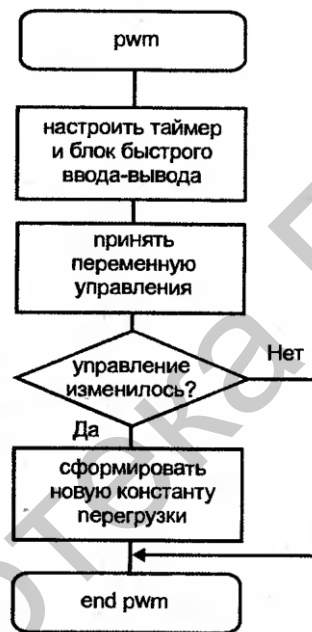 pwm
настроить таймер
и блок быстрого
ввода-вывода
принять
переменную
управления
управление
изменилось?
Нет
Да
сформировать
новую константу
перегрузки
end pwm